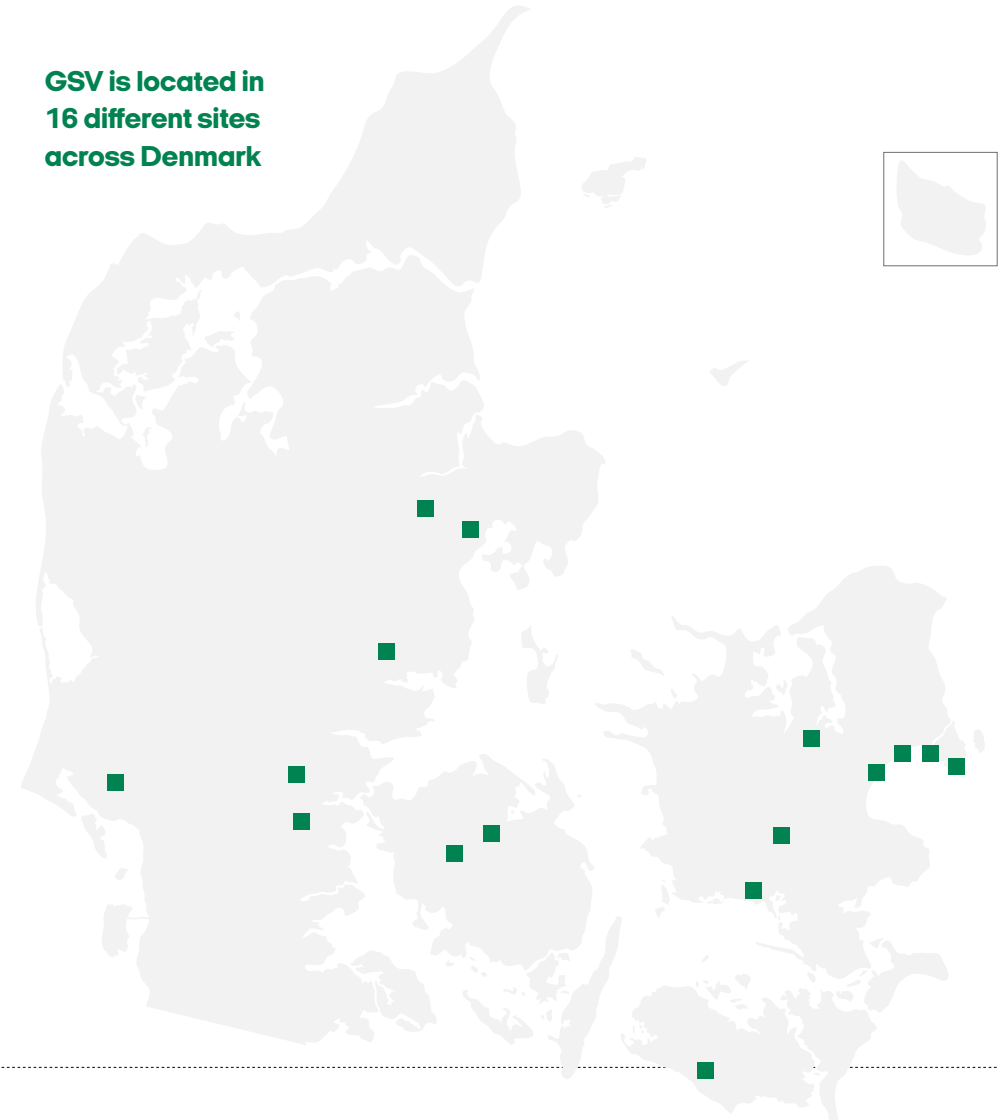 GSV is located in
16 different sites
across Denmark